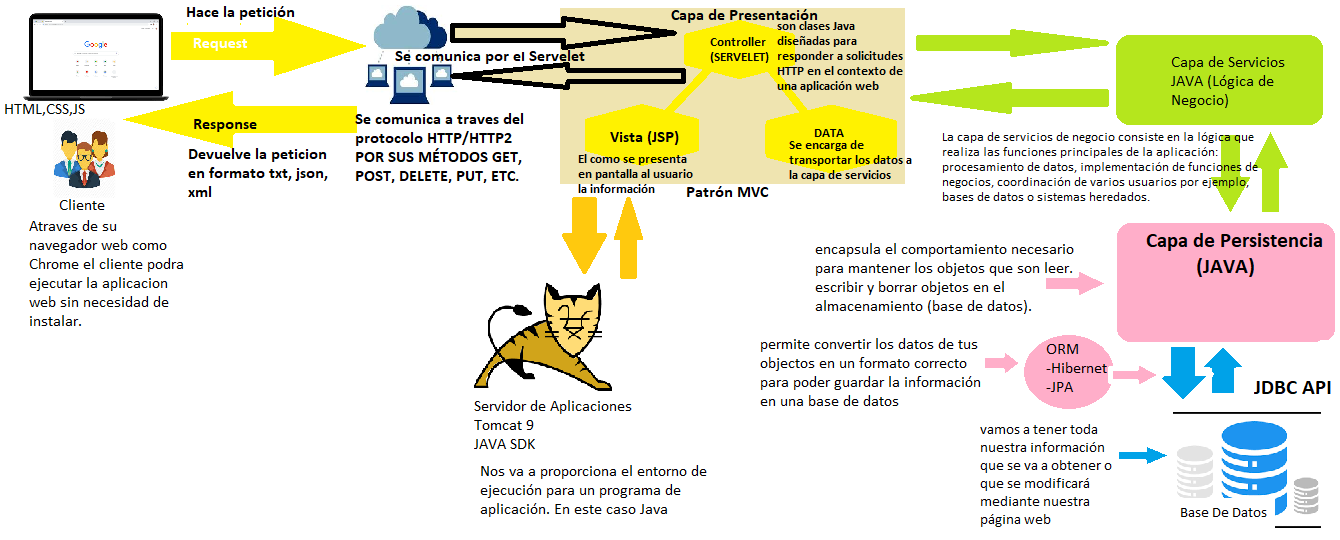 Hace la petición
Request
Google
HTML,CSS,JS
Response
Devuelve la peticion
en formato txt, json,
xml
Cliente
Atraves de su
navegador web como
Chrome el cliente podra
ejecutar la aplicacion
web sin necesidad de
instalar.
Se comunica por el Servelet
Se comunica a traves del
protocolo HTTP/HTTP2
POR SUS MÉTODOS GET,
POST, DELETE, PUT, ETC.
Capa de Presentación
Controller
(SERVELET)
son clases Java
diseñadas para
responder a solicitudes
HTTP en el contexto de
una aplicación web
Vista (JSP)
El como se presenta
en pantalla al usuario
la información
DATA
Se encarga de
transportar los datos a
la capa de servicios
Patrón MVC
Servidor de Aplicaciones
Tomcat 9
JAVA SDK
Nos va a proporciona el entorno de
ejecución para un programa de
aplicación. En este caso Java
Capa de Servicios
JAVA (Lógica de
Negocio)
La capa de servicios de negocio consiste en la lógica que
realiza las funciones principales de la aplicación:
procesamiento de datos, implementación de funciones de
negocios, coordinación de varios usuarios por ejemplo,
bases de datos o sistemas heredados.
Capa de Persistencia
(JAVA)
encapsula el comportamiento necesario
para mantener los objetos que son leer.
escribir y borrar objetos en el
almacenamiento (base de datos).
permite convertir los datos de tus
objectos en un formato correcto
para poder guardar la información
en una base de datos
ORM
-Hibernet
-JPA
JDBC API
vamos a tener toda
nuestra información
que se va a obtener o
que se modificará
mediante nuestra
página web
Base De Datos